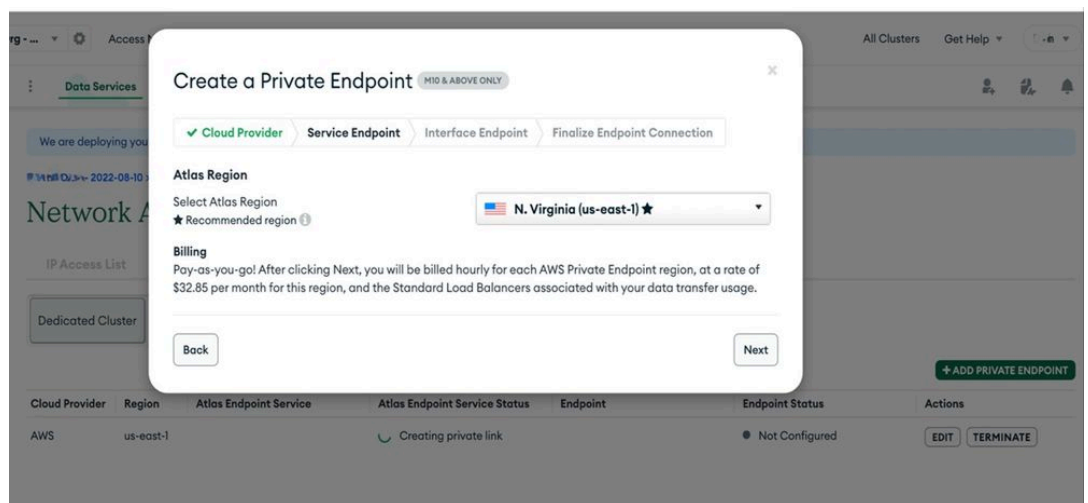 rg - ...
Access
All Clusters
Get Help
Data Services
We are deploying you
2022-08-10
Network A
IP Access List
Dedicated Cluster
Create a Private Endpoint M10 & ABOVE ONLY
×
✔ Cloud Provider Service Endpoint Interface Endpoint Finalize Endpoint Connection
Atlas Region
Select Atlas Region
★ Recommended region
N. Virginia (us-east-1) ★
Billing
Pay-as-you-go! After clicking Next, you will be billed hourly for each AWS Private Endpoint region, at a rate of
$32.85 per month for this region, and the Standard Load Balancers associated with your data transfer usage.
Back
Next
+ ADD PRIVATE ENDPOINT
Cloud Provider Region Atlas Endpoint Service Atlas Endpoint Service Status Endpoint Endpoint Status Actions
AWS us-east-1 Creating private link Not Configured EDIT TERMINATE